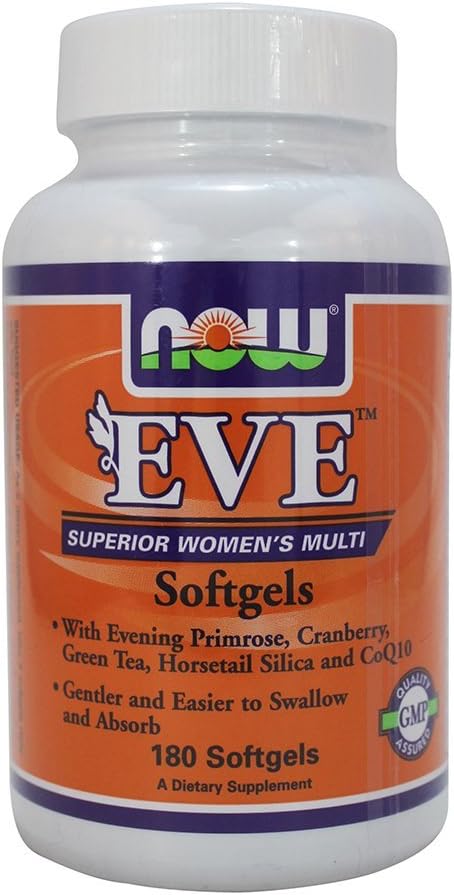 NOW®
EVE™
SUPERIOR WOMEN'S MULTI
Softgels
• With Evening Primrose, Cranberry,
Green Tea, Horsetail Silica and CoQ10
• Gentler and Easier to Swallow
and Absorb
180 Softgels
A Dietary Supplement
QUALITY
GMP
ASSURED